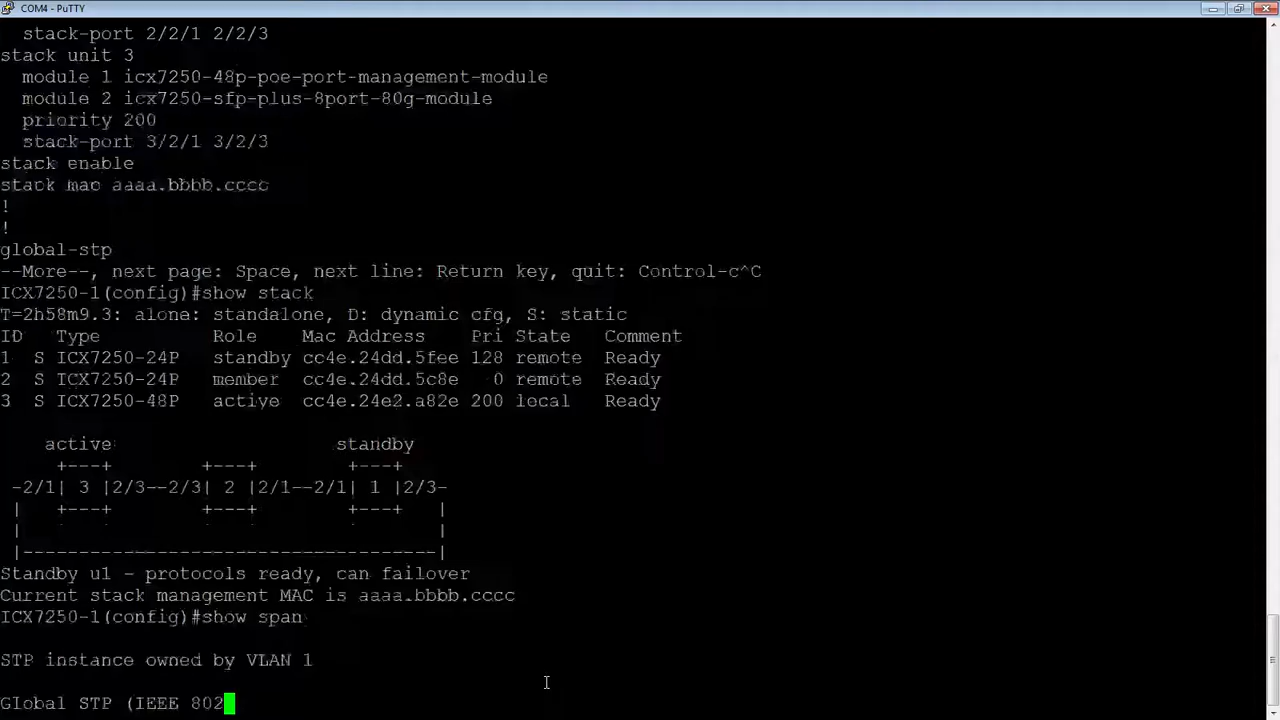 COM4 - PuTTY
  stack-port 2/2/1 2/2/3
stack unit 3
  module 1 icx7250-48p-poe-port-management-module
  module 2 icx7250-sfp-plus-8port-80g-module
  priority 200
  stack-port 3/2/1 3/2/3
stack enable
stack mac aaaa.bbbb.cccc
!
!
global-stp
--More--, next page: Space, next line: Return key, quit: Control-c^C
ICX7250-1(config)#show stack
T=2h58m9.3: alone: standalone, D: dynamic cfg, S: static
ID   Type          Role    Mac Address    Pri State   Comment
1  S ICX7250-24P   standby cc4e.24dd.5fee 128 remote  Ready
2  S ICX7250-24P   member  cc4e.24dd.5c8e   0 remote  Ready
3  S ICX7250-48P   active  cc4e.24e2.a82e 200 local   Ready
    active                    standby
     +---+        +---+        +---+
 -2/1| 3 |2/3--2/3| 2 |2/1--2/1| 1 |2/3-
 |   +---+        +---+        +---+   |
 |                                     |
 |-------------------------------------|
Standby u1 - protocols ready, can failover
Current stack management MAC is aaaa.bbbb.cccc
ICX7250-1(config)#show span
STP instance owned by VLAN 1
Global STP (IEEE 802